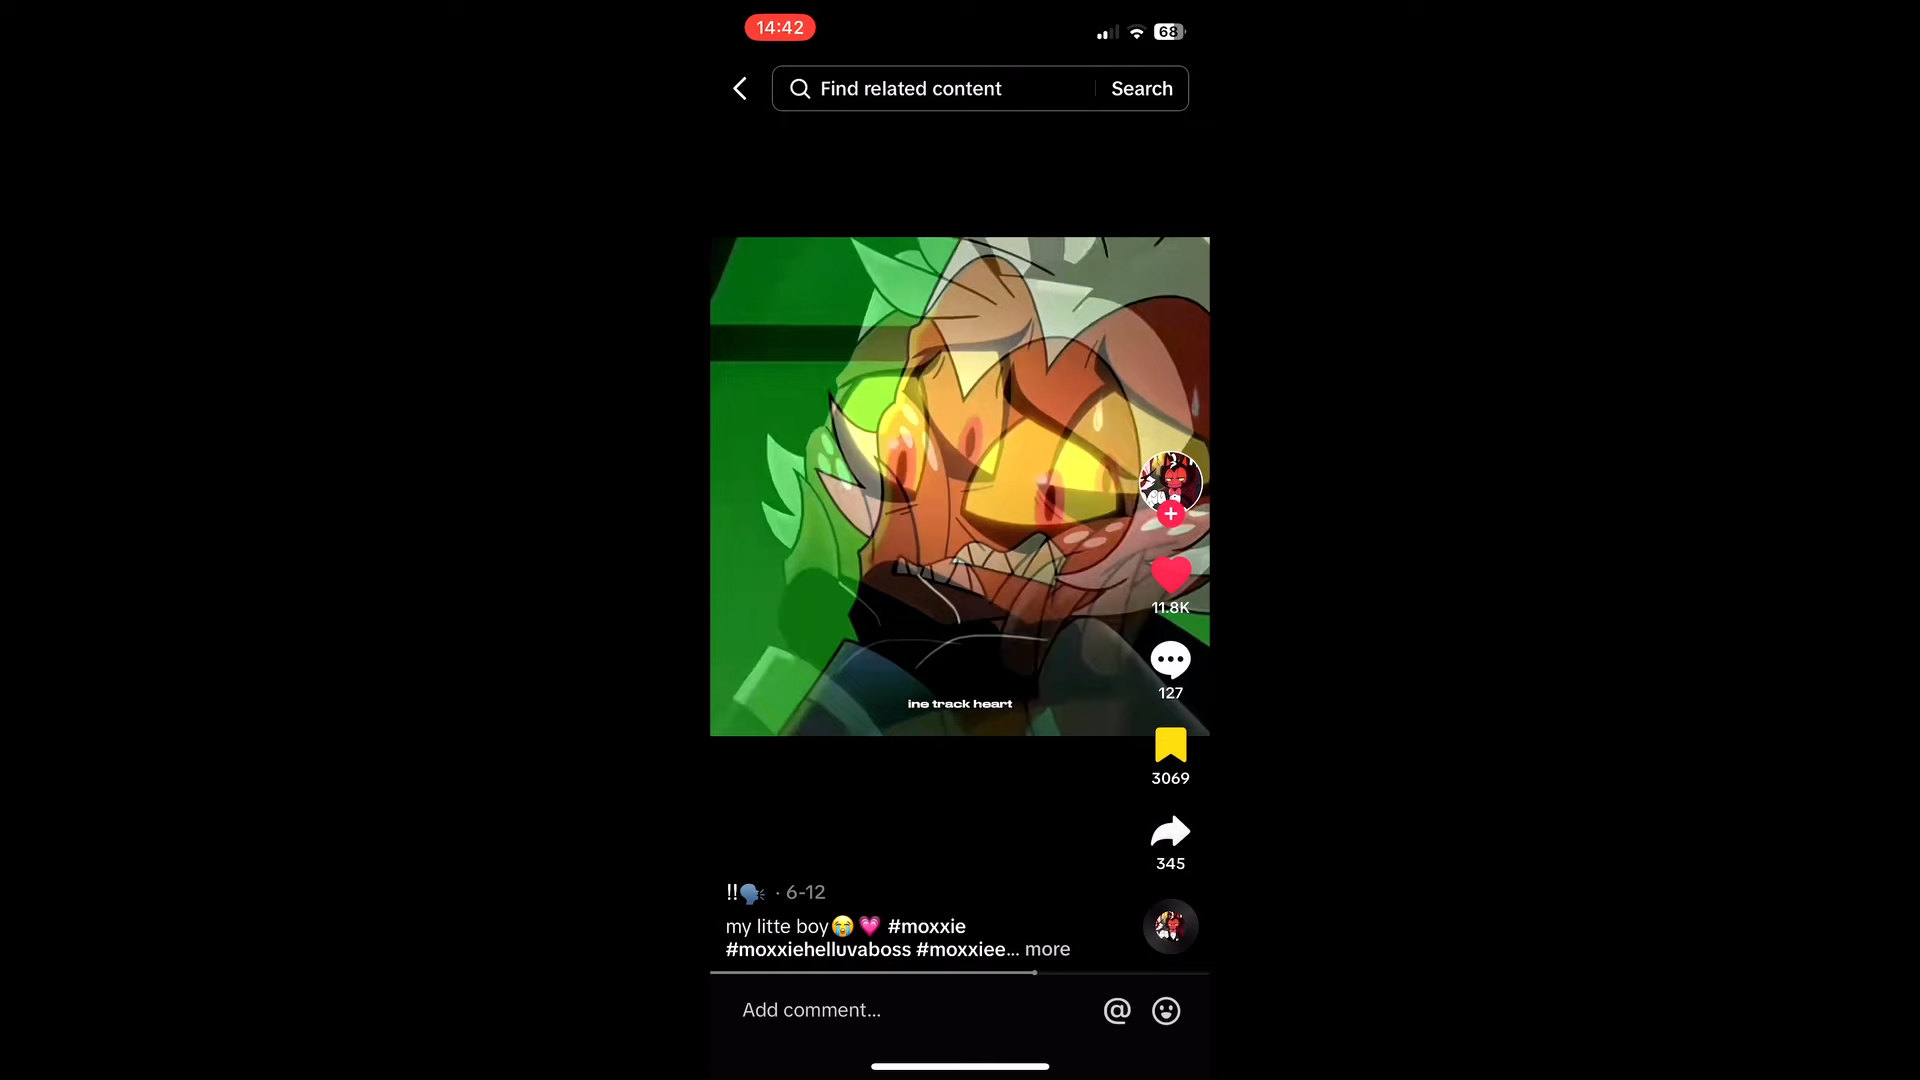 14:42
68
Find related content
Search
ine track heart
11.8K
127
3069
345
‼️🗣️ · 6-12
my litte boy😭💗 #moxxie
#moxxiehelluvaboss #moxxiee... more
Add comment...
@